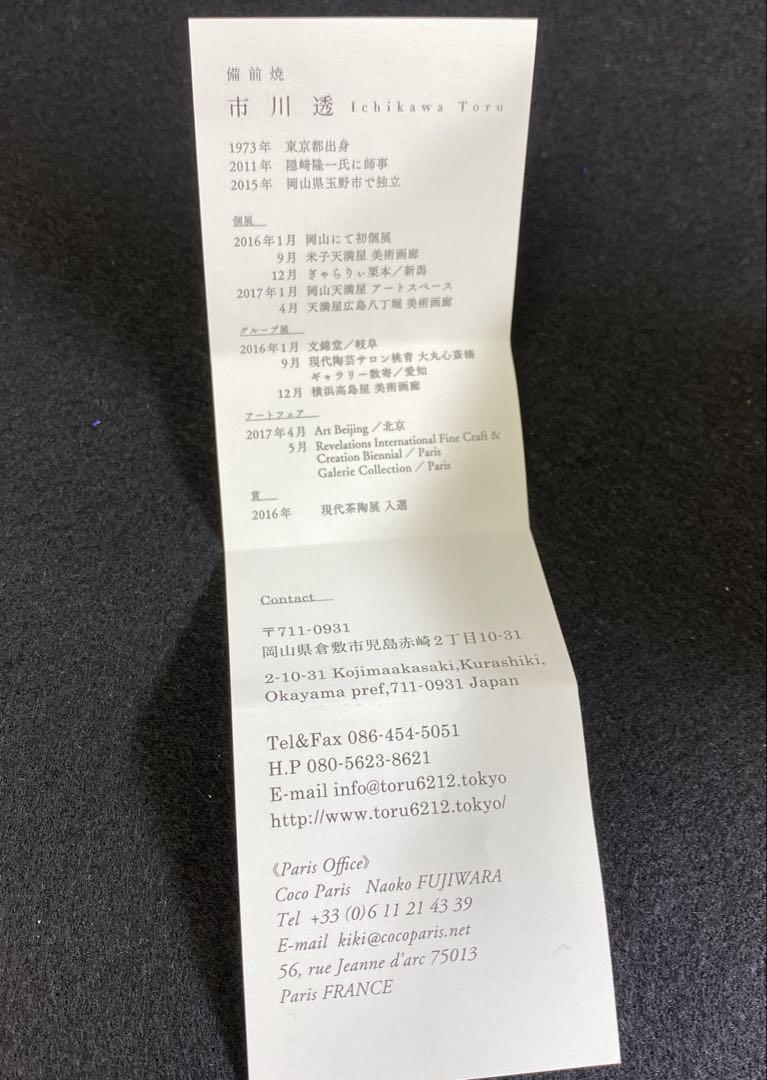 備前焼
市川 透 Ichikawa Toru
1973年 東京都出身
2011年 隠﨑隆一氏に師事
2015年 岡山県玉野市で独立
個展
2016年1月 岡山にて初個展
9月 米子天満屋 美術画廊
12月 ぎゃらりぃ栗本／新潟
2017年1月 岡山天満屋 アートスペース
4月 天満屋広島八丁堀 美術画廊
グループ展
2016年1月 文錦堂／岐阜
9月 現代陶芸サロン桃青 大丸心斎橋
ギャラリー数寄／愛知
12月 横浜高島屋 美術画廊
アートフェア
2017年4月 Art Beijing ／北京
5月 Revelations International Fine Craft &
Creation Biennial ／ Paris
Galerie Collection ／ Paris
賞
2016年 現代茶陶展 入選
Contact
〒711-0931
岡山県倉敷市児島赤崎2丁目10-31
2-10-31 Kojimaakasaki,Kurashiki,
Okayama pref,711-0931 Japan
Tel&Fax 086-454-5051
H.P 080-5623-8621
E-mail info@toru6212.tokyo
http://www.toru6212.tokyo/
《Paris Office》
Coco Paris Naoko FUJIWARA
Tel +33 (0)6 11 21 43 39
E-mail kiki@cocoparis.net
56, rue Jeanne d'arc 75013
Paris FRANCE